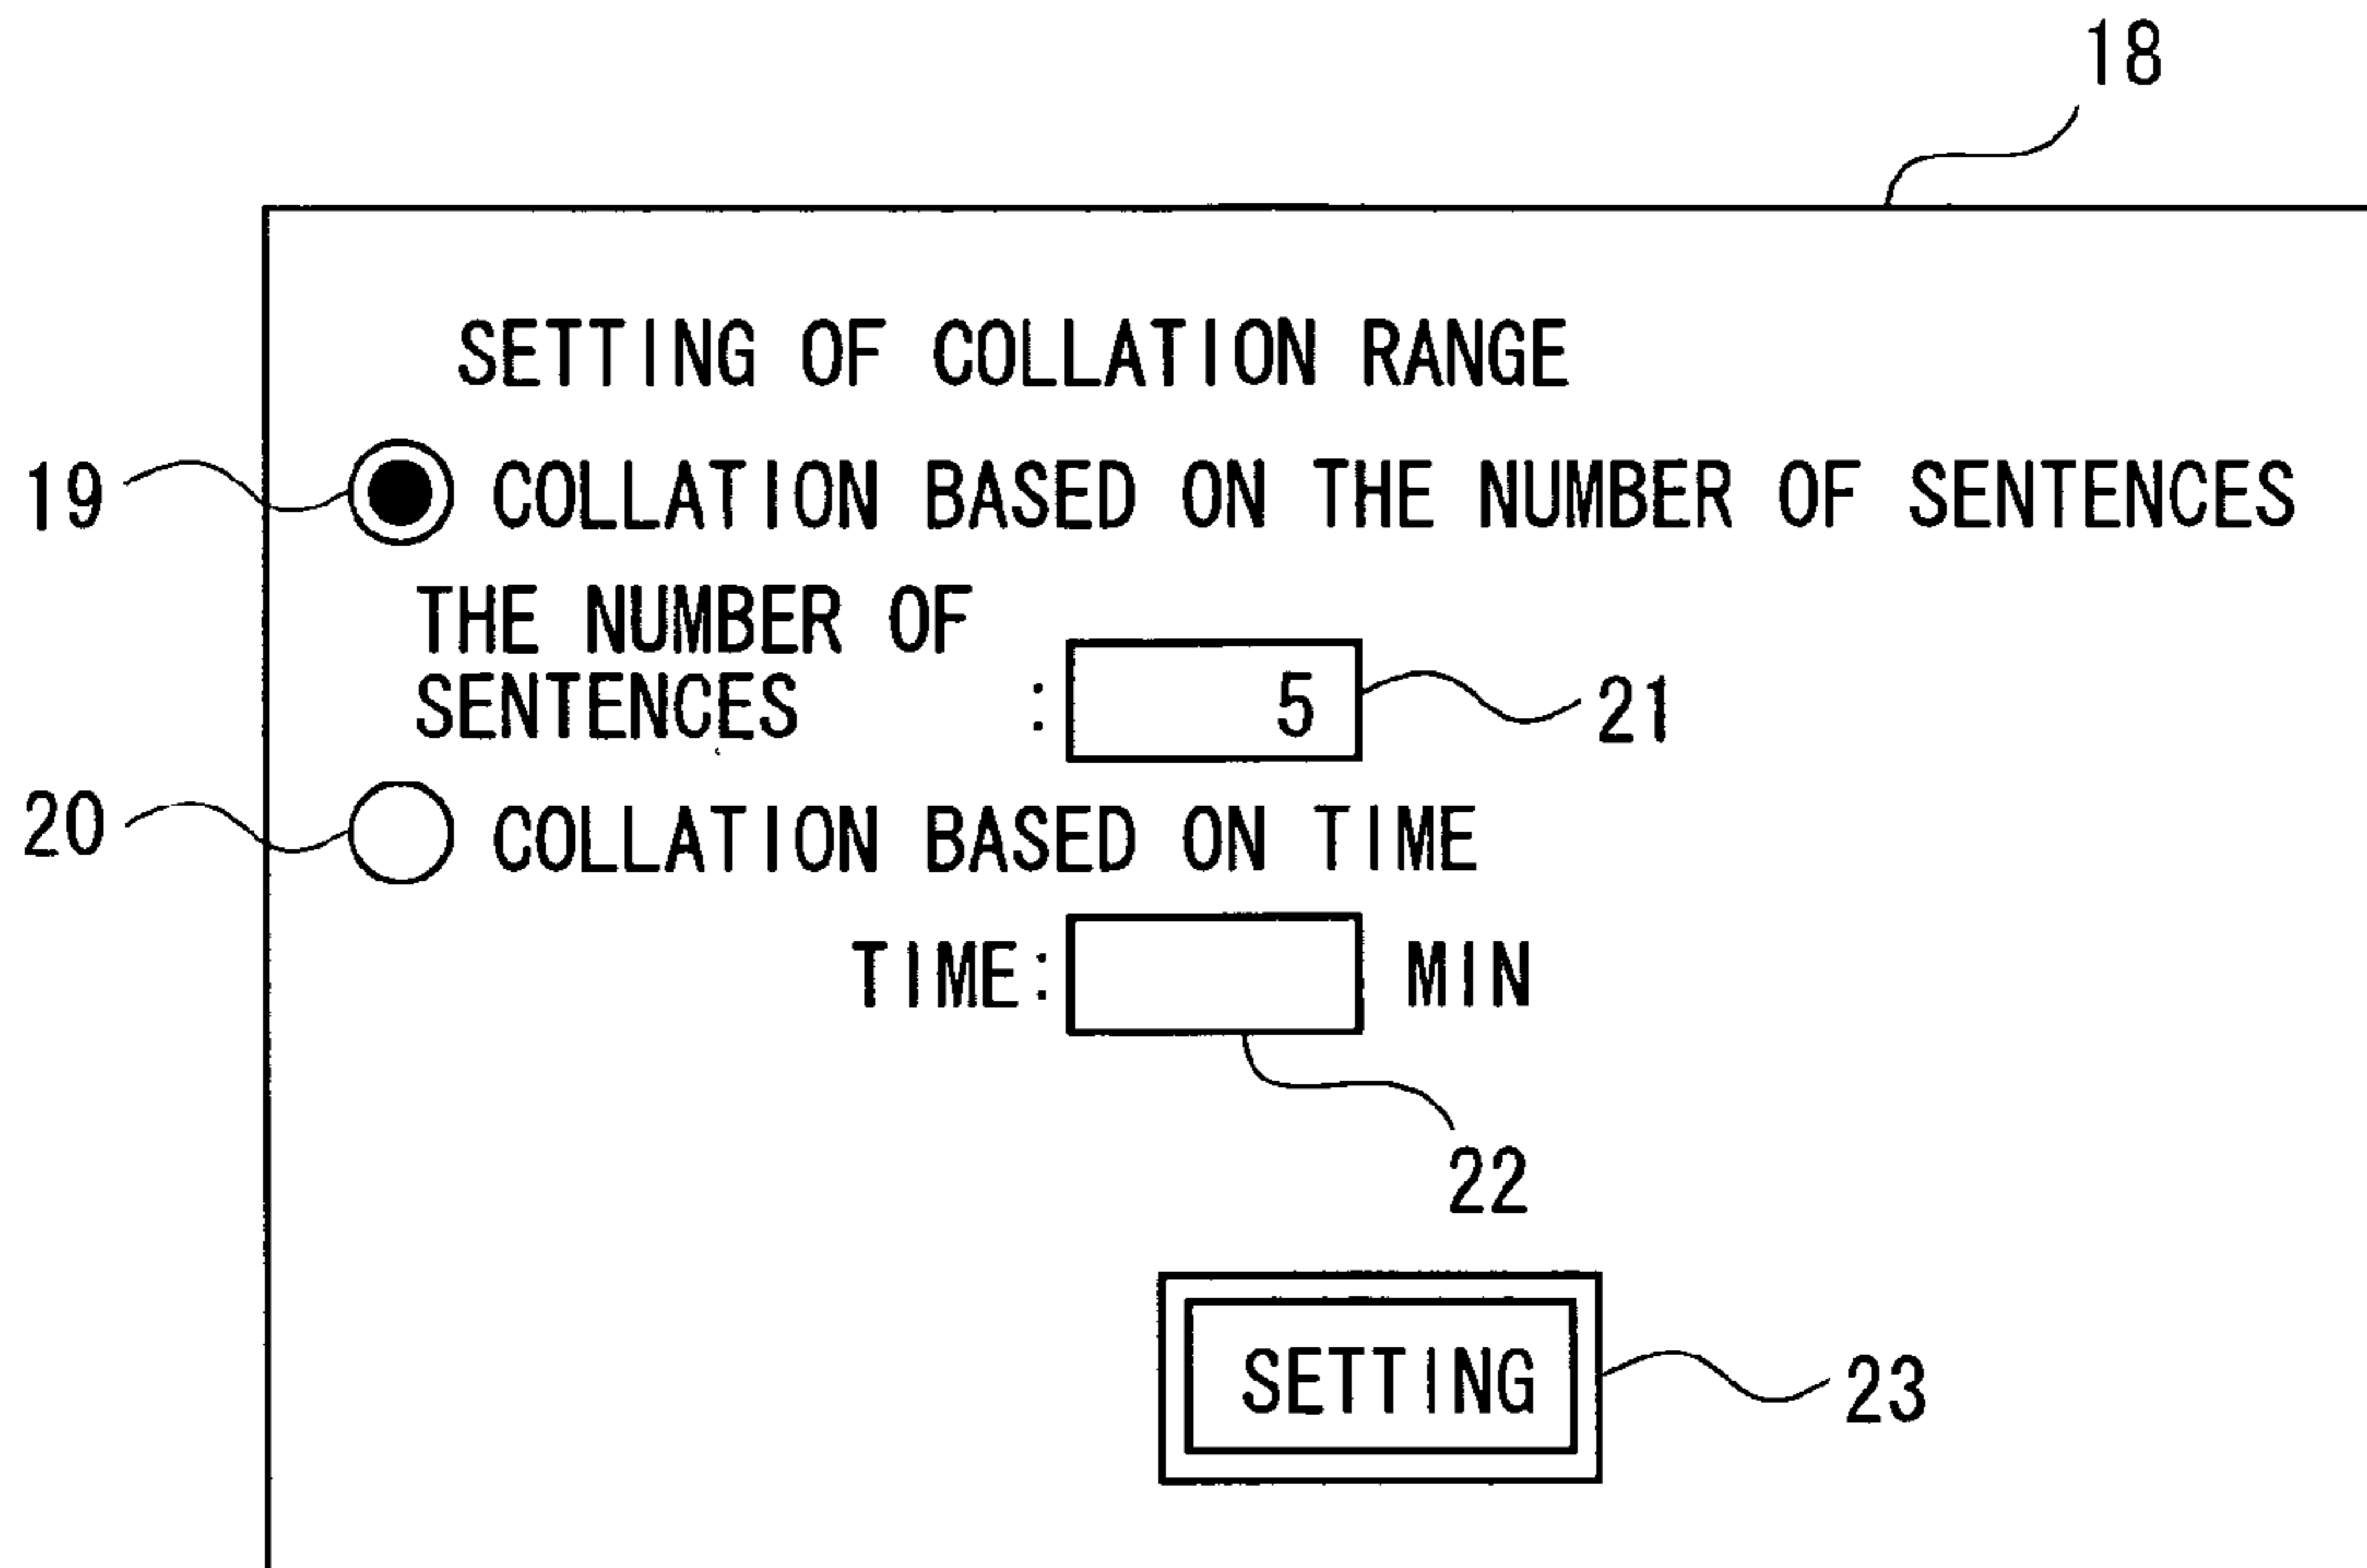 18
SETTING OF COLLATION RANGE
19 COLLATION BASED ON THE NUMBER OF SENTENCES
THE NUMBER OF
SENTENCES : 5 21
20 COLLATION BASED ON TIME
TIME: MIN
22
SETTING 23